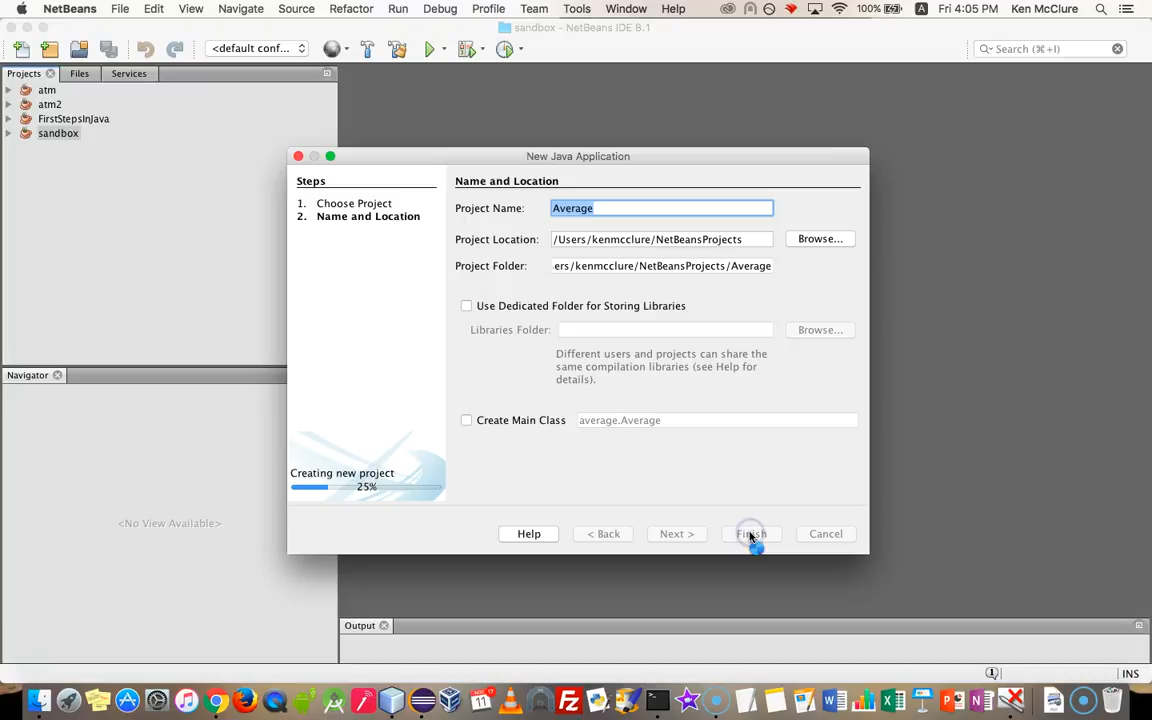 NetBeans File Edit View Navigate Source Refactor Run Debug Profile Team Tools Window Help 100% Fri 4:05 PM Ken McClure
sandbox - NetBeans IDE 8.1
<default conf... Search (⌘+I)
Projects Files Services
atm
atm2
FirstStepsInJava
sandbox
New Java Application
Steps
1. Choose Project
2. Name and Location
Name and Location
Project Name: Average
Project Location: /Users/kenmcclure/NetBeansProjects Browse...
Project Folder: ers/kenmcclure/NetBeansProjects/Average
Use Dedicated Folder for Storing Libraries
Libraries Folder: Browse...
Different users and projects can share the
same compilation libraries (see Help for
details).
Create Main Class average.Average
Creating new project
25%
Help < Back Next > Finish Cancel
Navigator
<No View Available>
Output
INS